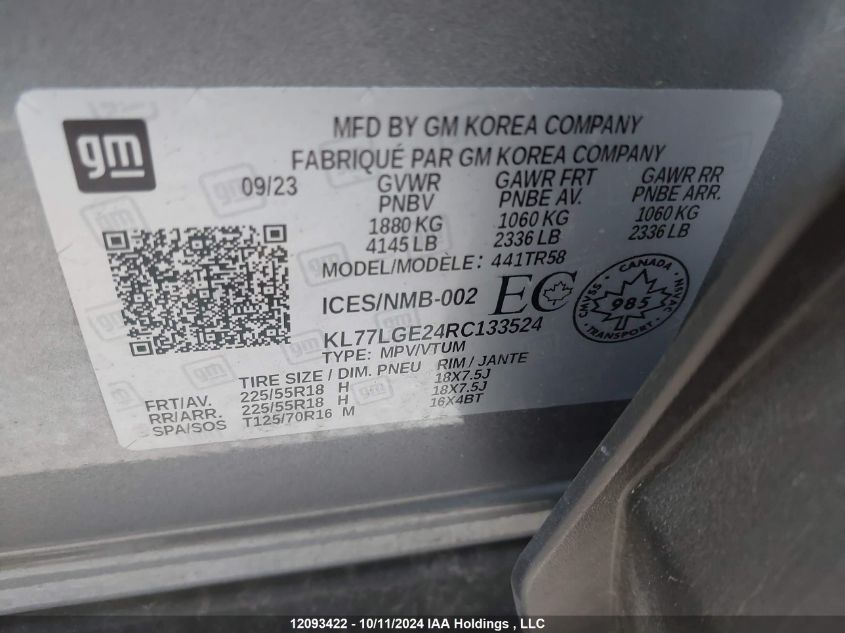 gm
MFD BY GM KOREA COMPANY
FABRIQUÉ PAR GM KOREA COMPANY
09/23 GVWR GAWR FRT GAWR RR
PNBV PNBE AV. PNBE ARR.
1880 KG 1060 KG 1060 KG
4145 LB 2336 LB 2336 LB
MODEL/MODÈLE: 441TR58
ICES/NMB-002 EC
CANADA
CMVSS 985 NSVAC
TRANSPORT
KL77LGE24RC133524
TYPE: MPV/VTUM
TIRE SIZE / DIM. PNEU RIM / JANTE
FRT/AV. 225/55R18 H 18X7.5J
RR/ARR. 225/55R18 H 18X7.5J
SPA/SOS T125/70R16 M 16X4BT
12093422 - 10/11/2024 IAA Holdings , LLC